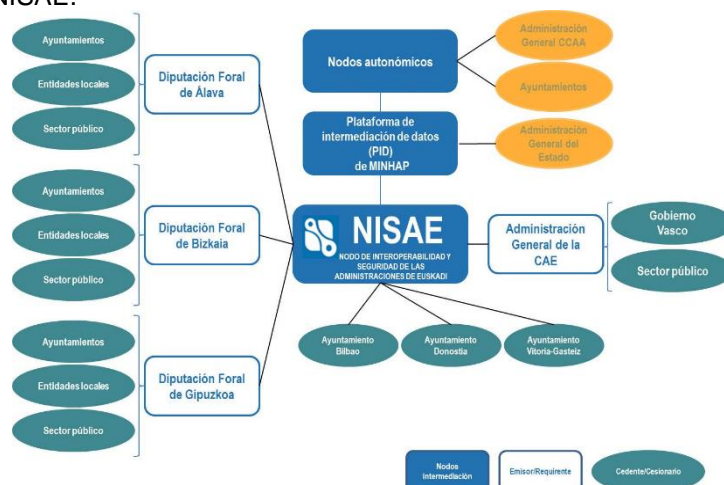 NISAE.
Ayuntamientos
Entidades locales
Sector público
Diputación Foral
de Álava
Ayuntamientos
Entidades locales
Sector público
Diputación Foral
de Bizkaia
Ayuntamientos
Entidades locales
Sector público
Diputación Foral
de Gipuzkoa
Nodos autonómicos
Administración
General CCAA
Ayuntamientos
Plataforma de
intermediación de datos
(PID)
de MINHAP
Administración
General del
Estado
NISAE
NODO DE INTEROPERABILIDAD Y
SEGURIDAD DE LAS
ADMINISTRACIONES DE EUSKADI
Administración
General de la
CAE
Gobierno
Vasco
Sector público
Ayuntamiento
Bilbao
Ayuntamiento
Donostia
Ayuntamiento
Vitoria-Gasteiz
Nodos
intermediación
Emisor/Requirente
Cedente/Cesionario